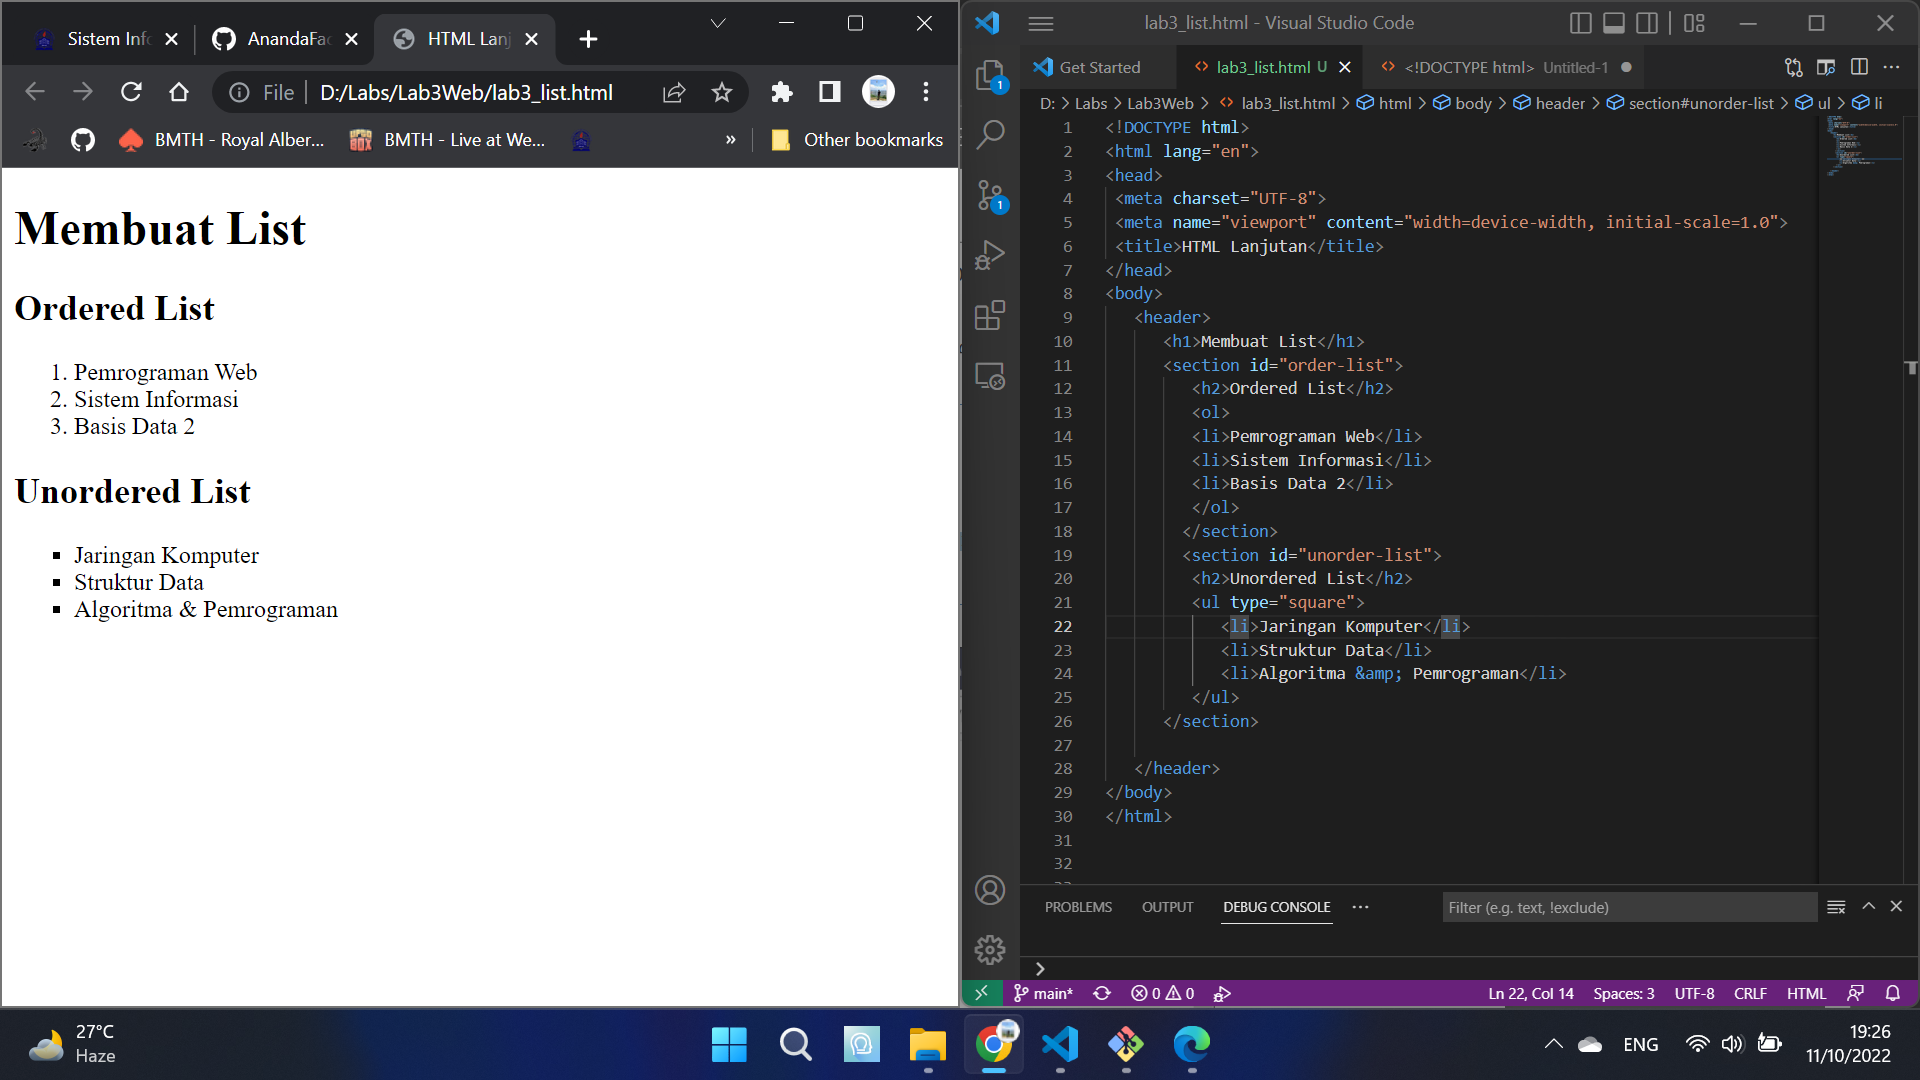 Sistem Info
AnandaFac
HTML Lanj
File
D:/Labs/Lab3Web/lab3_list.html
BMTH - Royal Alber...
BMTH - Live at We...
»
Other bookmarks
Membuat List
Ordered List
1. Pemrograman Web
2. Sistem Informasi
3. Basis Data 2
Unordered List
Jaringan Komputer
Struktur Data
Algoritma & Pemrograman
lab3_list.html - Visual Studio Code
Get Started
lab3_list.html U
<!DOCTYPE html> Untitled-1
D: > Labs > Lab3Web > lab3_list.html > html > body > header > section#unorder-list > ul > li
1 <!DOCTYPE html>
2 <html lang="en">
3 <head>
4 <meta charset="UTF-8">
5 <meta name="viewport" content="width=device-width, initial-scale=1.0">
6 <title>HTML Lanjutan</title>
7 </head>
8 <body>
9 <header>
10 <h1>Membuat List</h1>
11 <section id="order-list">
12 <h2>Ordered List</h2>
13 <ol>
14 <li>Pemrograman Web</li>
15 <li>Sistem Informasi</li>
16 <li>Basis Data 2</li>
17 </ol>
18 </section>
19 <section id="unorder-list">
20 <h2>Unordered List</h2>
21 <ul type="square">
22 <li>Jaringan Komputer</li>
23 <li>Struktur Data</li>
24 <li>Algoritma &amp; Pemrograman</li>
25 </ul>
26 </section>
27
28 </header>
29 </body>
30 </html>
31
32
1
1
PROBLEMS OUTPUT DEBUG CONSOLE ...
Filter (e.g. text, !exclude)
main* 0 0
Ln 22, Col 14 Spaces: 3 UTF-8 CRLF HTML
27°C
Haze
ENG
19:26
11/10/2022